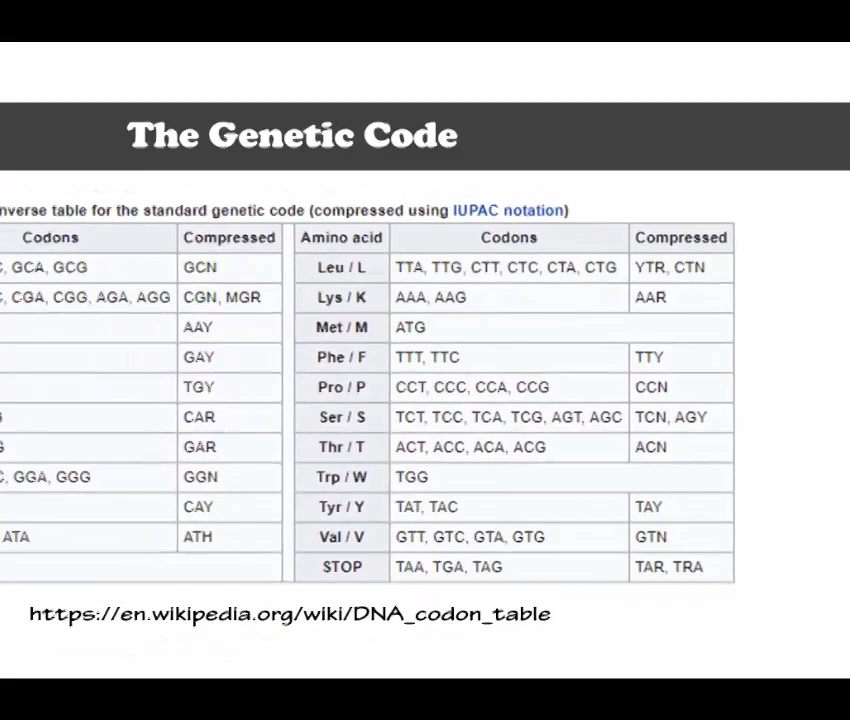 The Genetic Code
nverse table for the standard genetic code (compressed using IUPAC notation)
Codons Compressed Amino acid Codons Compressed
, GCA, GCG GCN Leu / L TTA, TTG, CTT, CTC, CTA, CTG YTR, CTN
, CGA, CGG, AGA, AGG CGN, MGR Lys / K AAA, AAG AAR
AAY Met / M ATG
GAY Phe / F TTT, TTC TTY
TGY Pro / P CCT, CCC, CCA, CCG CCN
CAR Ser / S TCT, TCC, TCA, TCG, AGT, AGC TCN, AGY
GAR Thr / T ACT, ACC, ACA, ACG ACN
, GGA, GGG GGN Trp / W TGG
CAY Tyr / Y TAT, TAC TAY
ATA ATH Val / V GTT, GTC, GTA, GTG GTN
STOP TAA, TGA, TAG TAR, TRA
https://en.wikipedia.org/wiki/DNA_codon_table